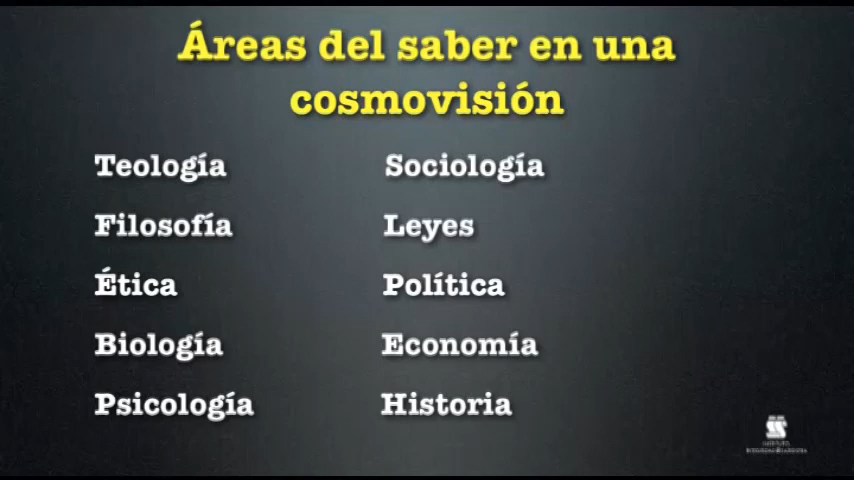 Áreas del saber en una
cosmovisión
Teología
Filosofía
Ética
Biología
Psicología
Sociología
Leyes
Política
Economía
Historia